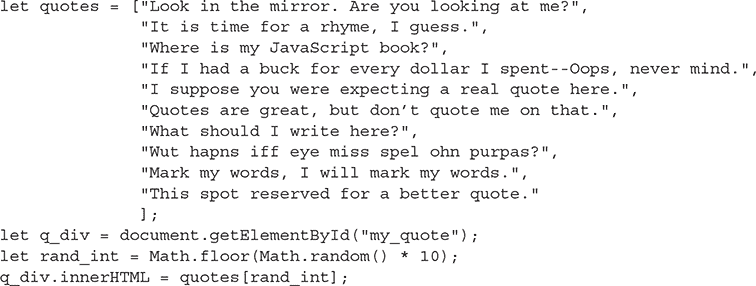 let quotes = ["Look in the mirror. Are you looking at me?",
"It is time for a rhyme, I guess.",
"Where is my JavaScript book?",
"If I had a buck for every dollar I spent--Oops, never mind.",
"I suppose you were expecting a real quote here.",
"Quotes are great, but don’t quote me on that.",
"What should I write here?",
"Wut hapns iff eye miss spel ohn purpas?",
"Mark my words, I will mark my words.",
"This spot reserved for a better quote."
];
let q_div = document.getElementById("my_quote");
let rand_int = Math.floor(Math.random() * 10);
q_div.innerHTML = quotes[rand_int];